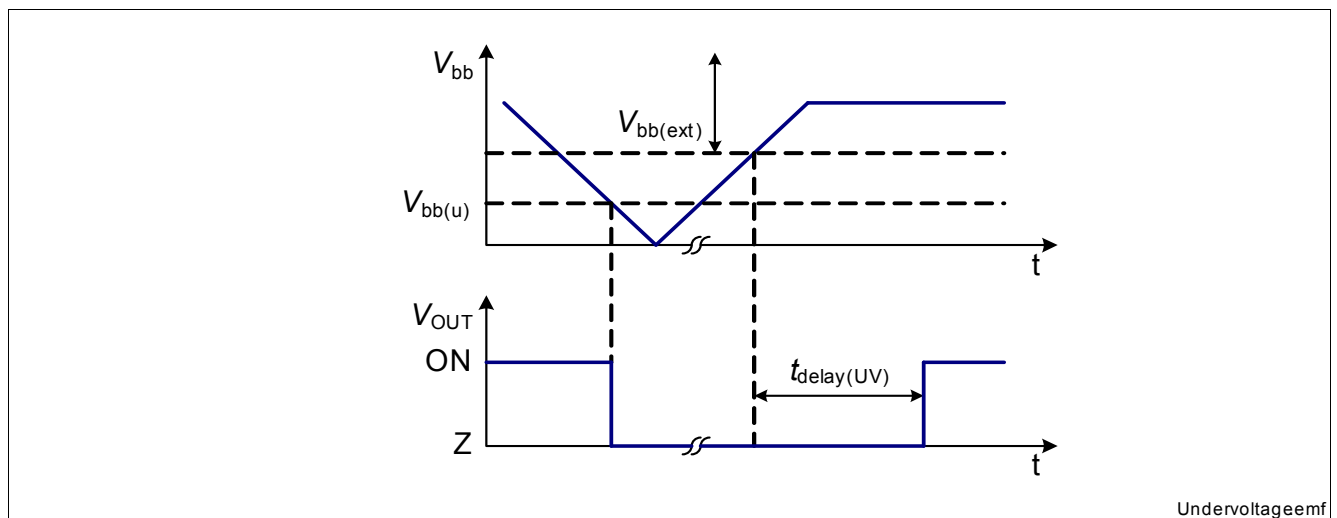 Vbb
Vbb(ext)
Vbb(u)
t
VOUT
ON
tdelay(UV)
Z
t
Undervoltageemf